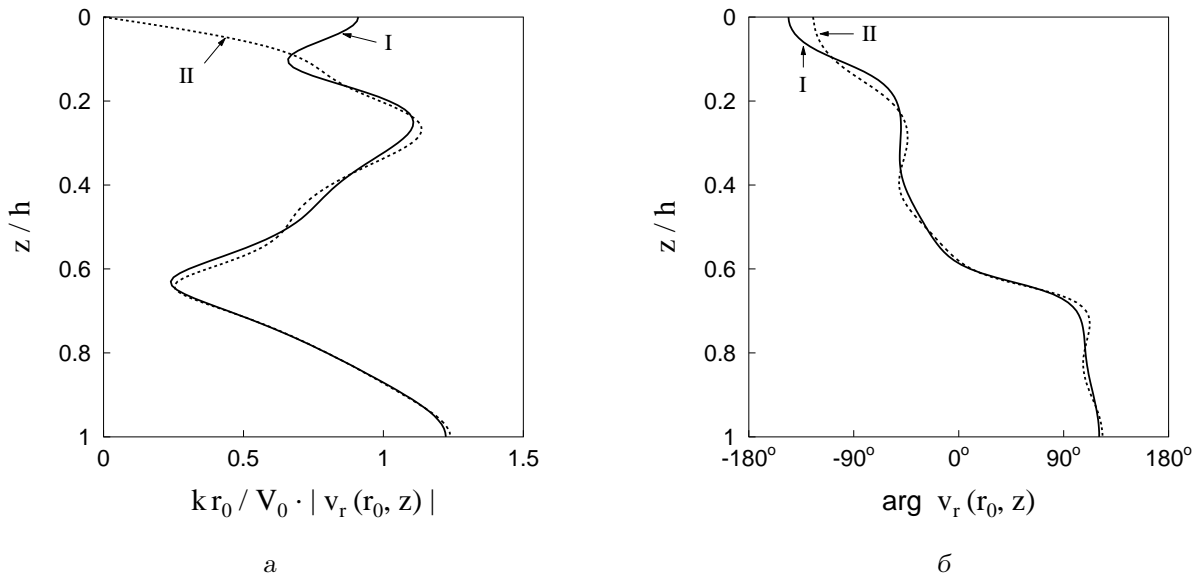 0
0.2
0.4
0.6
0.8
1
z / h
I
II
0 0.5 1 1.5
k r₀ / V₀ · | vᵣ (r₀, z) |
а
0
0.2
0.4
0.6
0.8
1
z / h
II
I
-180° -90° 0° 90° 180°
arg vᵣ (r₀, z)
б